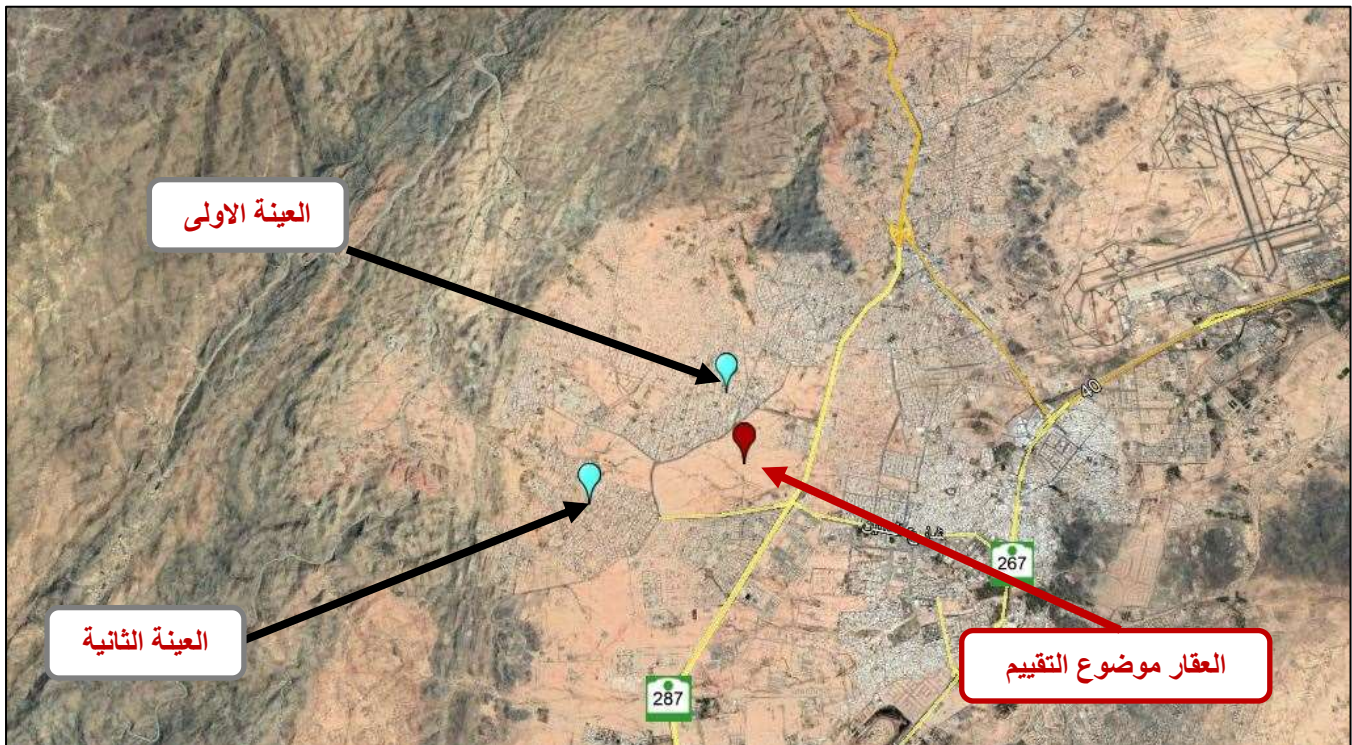 العينة الاولى
40
267
العينة الثانية
العقار موضوع التقييم
287